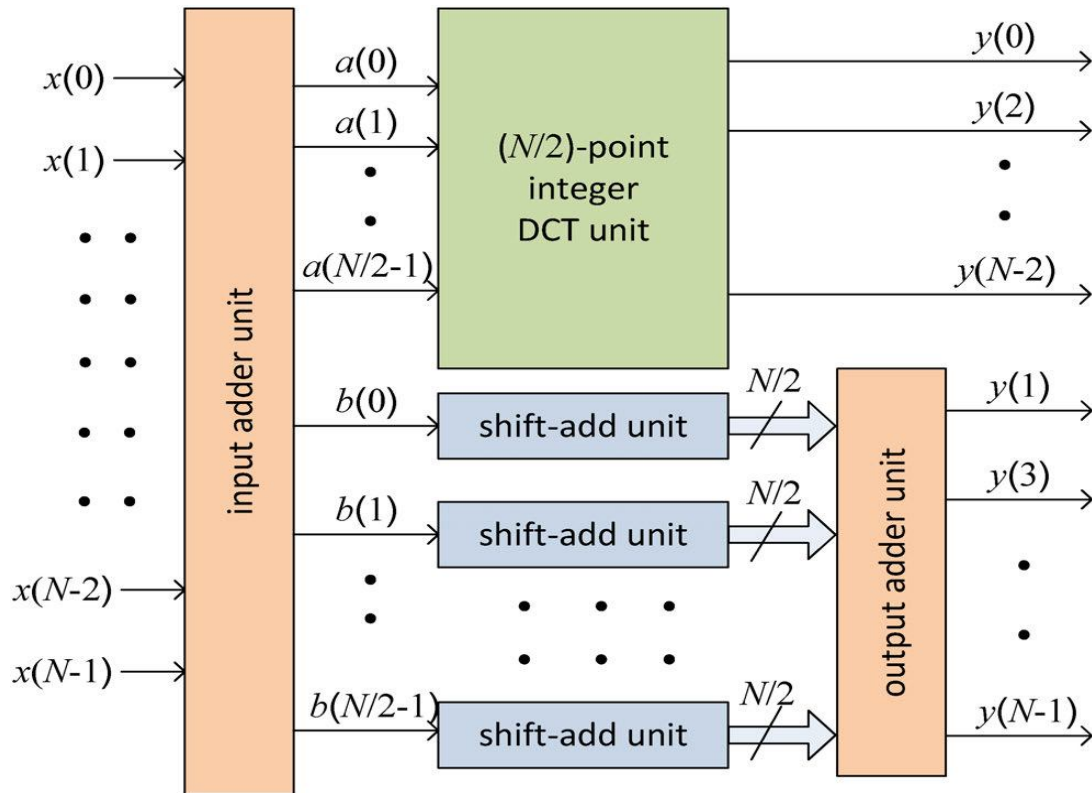 x(0)
x(1)
x(N-2)
x(N-1)
input adder unit
a(0)
a(1)
a(N/2-1)
b(0)
b(1)
b(N/2-1)
(N/2)-point
integer
DCT unit
shift-add unit
shift-add unit
shift-add unit
N/2
N/2
N/2
output adder unit
y(0)
y(2)
y(N-2)
y(1)
y(3)
y(N-1)